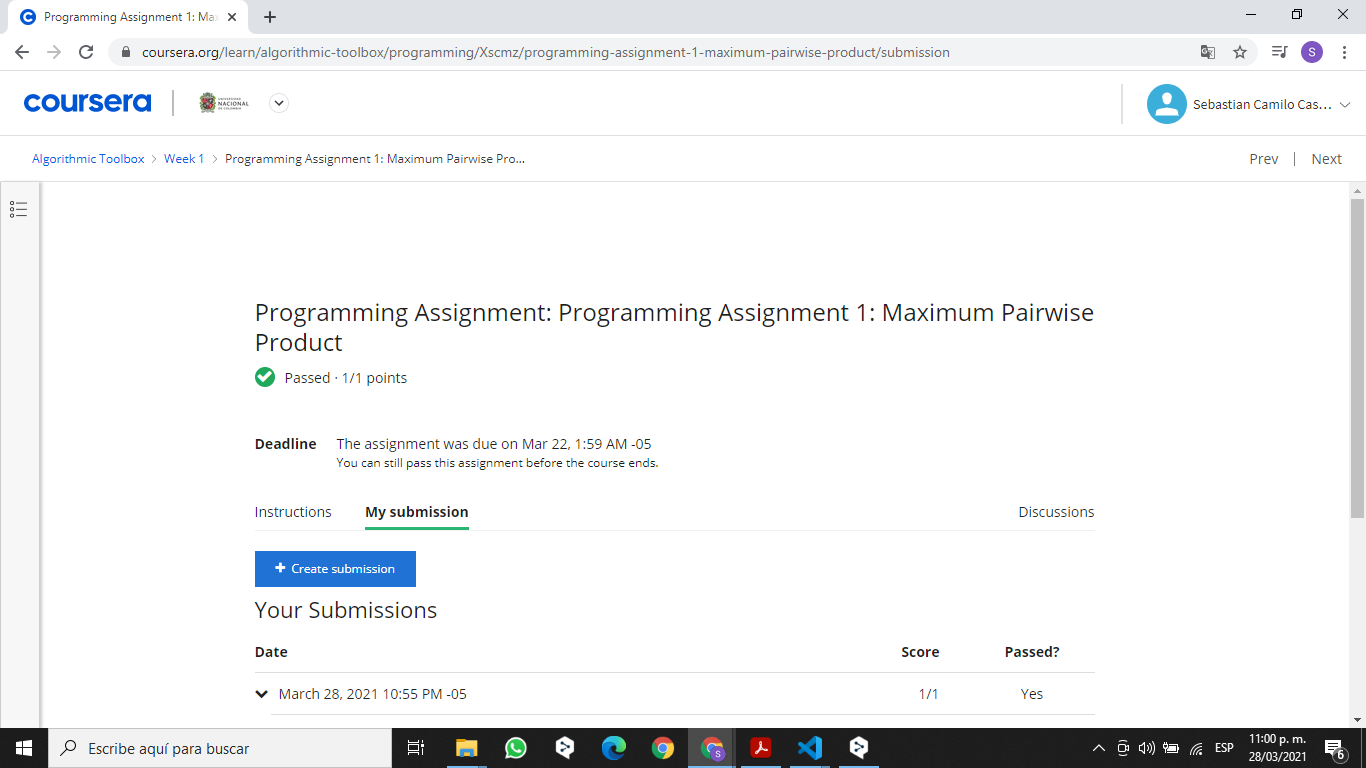 Programming Assignment 1: Ma
coursera.org/learn/algorithmic-toolbox/programming/Xscmz/programming-assignment-1-maximum-pairwise-product/submission
S
coursera
UNIVERSIDAD
NACIONAL
DE COLOMBIA
Sebastian Camilo Cas...
Algorithmic Toolbox > Week 1 > Programming Assignment 1: Maximum Pairwise Pro...
Prev | Next
Programming Assignment: Programming Assignment 1: Maximum Pairwise
Product
Passed · 1/1 points
Deadline The assignment was due on Mar 22, 1:59 AM -05
You can still pass this assignment before the course ends.
Instructions My submission Discussions
+ Create submission
Your Submissions
Date Score Passed?
March 28, 2021 10:55 PM -05 1/1 Yes
Escribe aquí para buscar
S
ESP
11:00 p. m.
28/03/2021
6